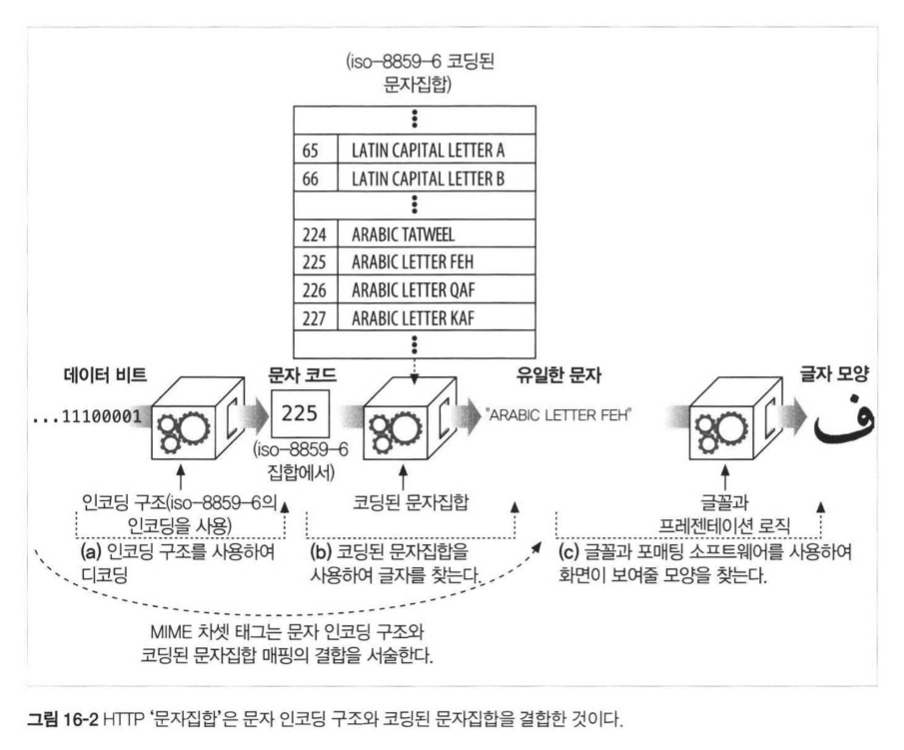 (iso-8859-6 코딩된
문자집합)
65 LATIN CAPITAL LETTER A
66 LATIN CAPITAL LETTER B
224 ARABIC TATWEEL
225 ARABIC LETTER FEH
226 ARABIC LETTER QAF
227 ARABIC LETTER KAF
데이터 비트
문자 코드
유일한 문자
글자 모양
...11100001
225
"ARABIC LETTER FEH"
ف
(iso-8859-6
집합에서)
인코딩 구조(iso-8859-6의
인코딩을 사용)
코딩된 문자집합
글꼴과
프레젠테이션 로직
(a) 인코딩 구조를 사용하여
디코딩
(b) 코딩된 문자집합을
사용하여 글자를 찾는다.
(c) 글꼴과 포매팅 소프트웨어를 사용하여
화면이 보여줄 모양을 찾는다.
MIME 차셋 태그는 문자 인코딩 구조와
코딩된 문자집합 매핑의 결합을 서술한다.
그림 16-2 HTTP ‘문자집합’은 문자 인코딩 구조와 코딩된 문자집합을 결합한 것이다.